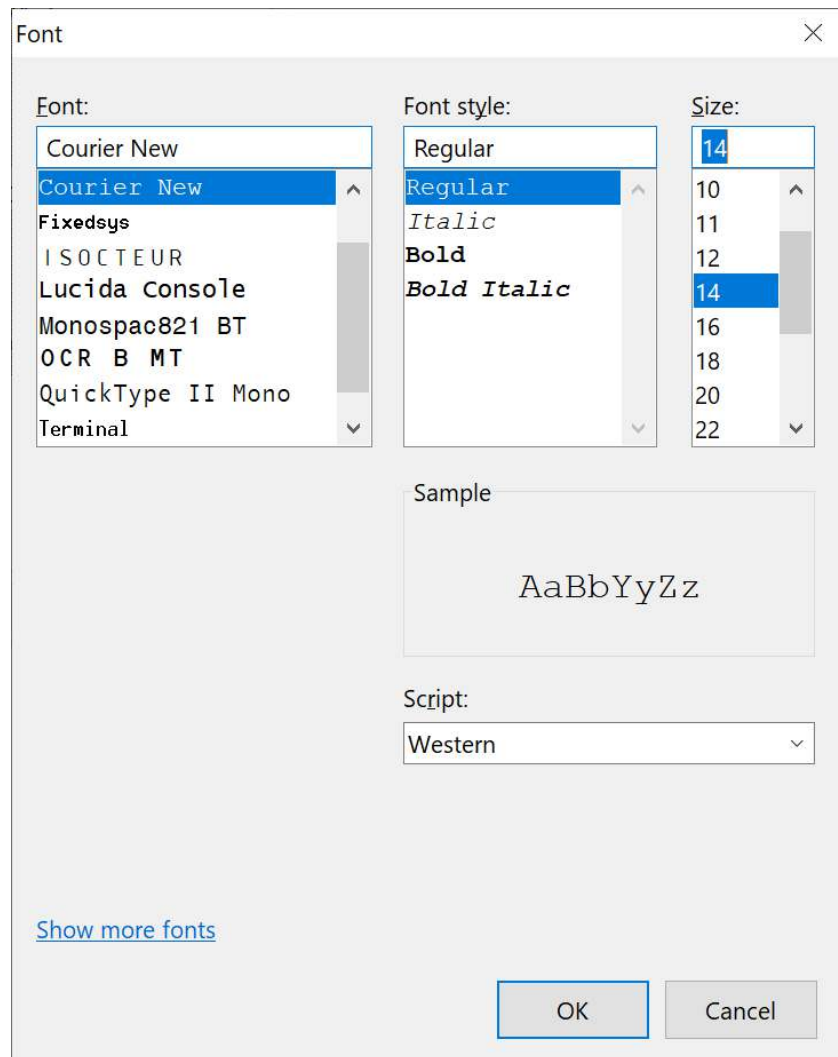 Font
Font:
Courier New
Courier New
Fixedsys
ISOCTEUR
Lucida Console
Monospac821 BT
OCR B MT
QuickType II Mono
Terminal
Font style:
Regular
Regular
Italic
Bold
Bold Italic
Size:
14
10
11
12
14
16
18
20
22
Sample
AaBbYyZz
Script:
Western
Show more fonts
OK
Cancel